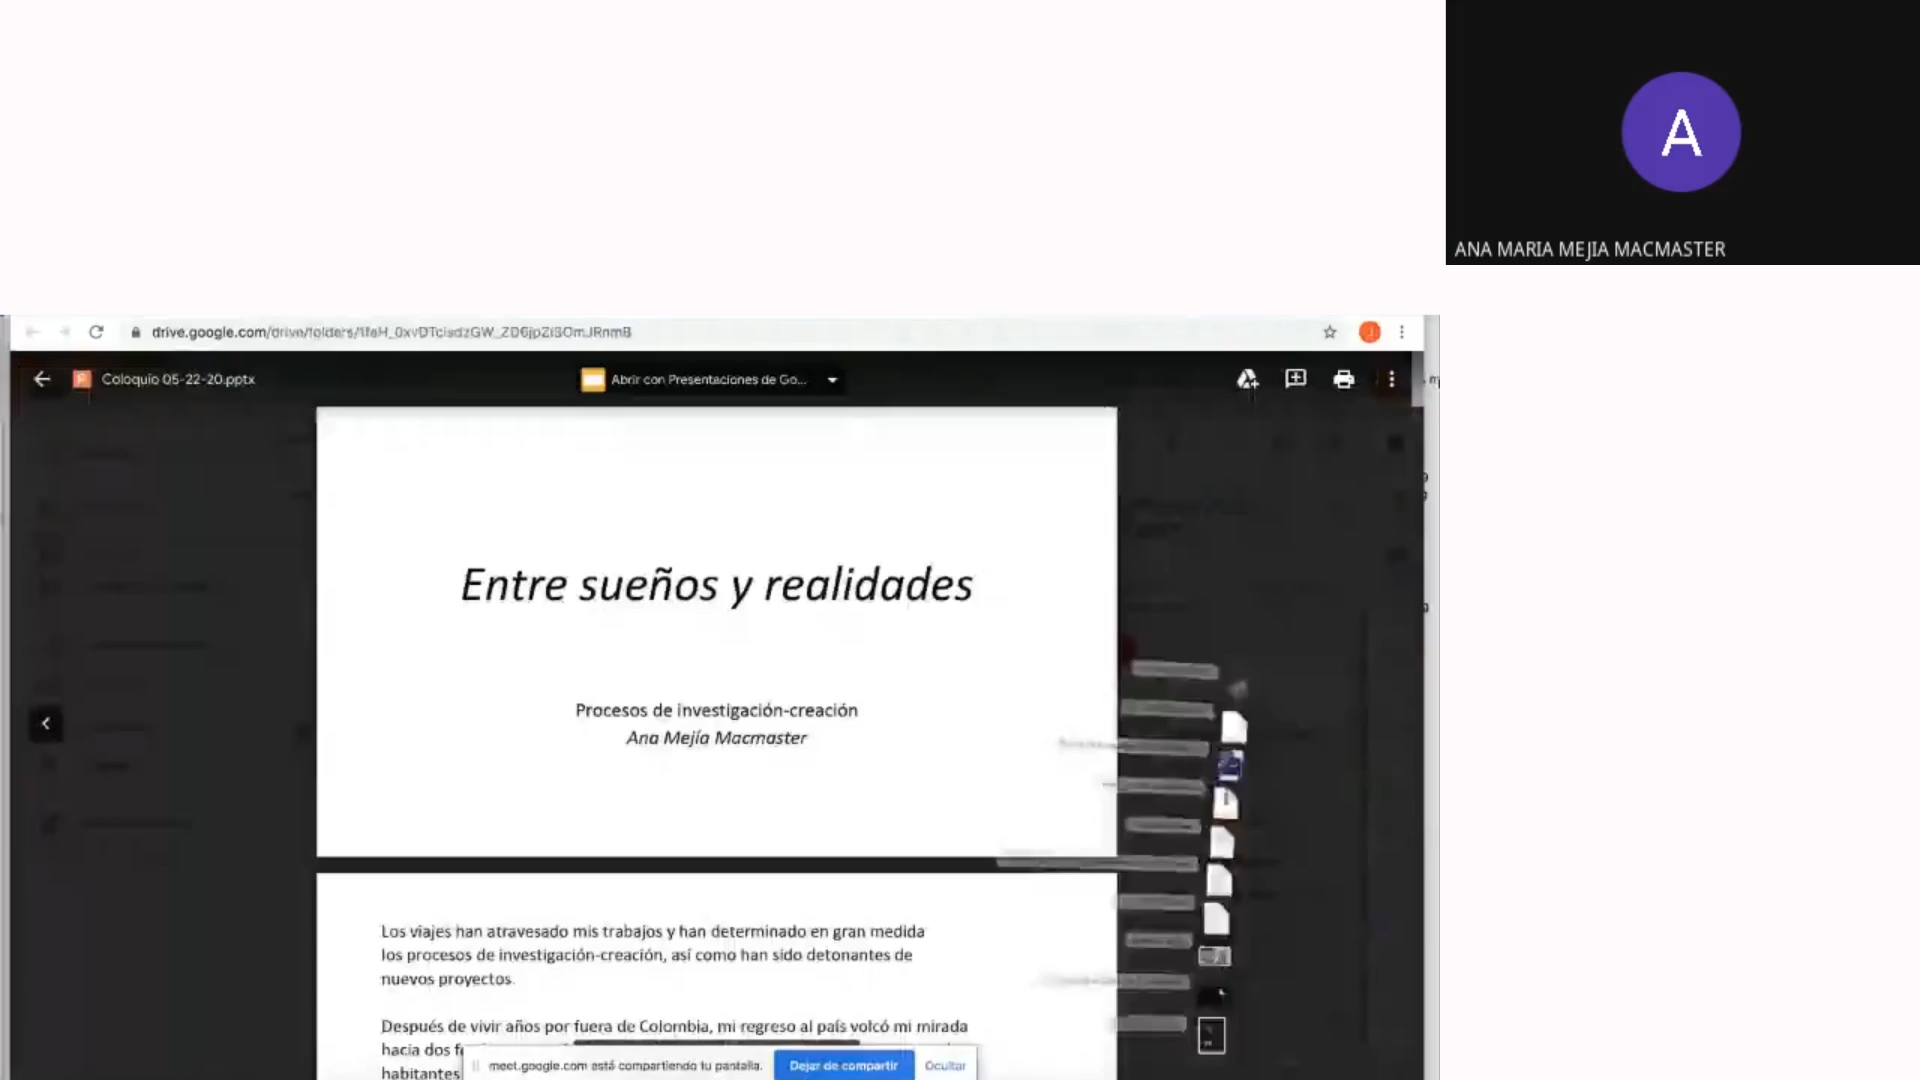 A
ANA MARIA MEJIA MACMASTER
Coloquio 05-22-20.pptx
Abrir con Presentaciones de Go...
Entre sueños y realidades
Procesos de investigación-creación
Ana Mejía Macmaster
Los viajes han atravesado mis trabajos y han determinado en gran medida
los procesos de investigación-creación, así como han sido detonantes de
nuevos proyectos.
Después de vivir años por fuera de Colombia, mi regreso al país volcó mi mirada
hacia dos
habitantes
meet.google.com está compartiendo tu pantalla.
Dejar de compartir
Ocultar